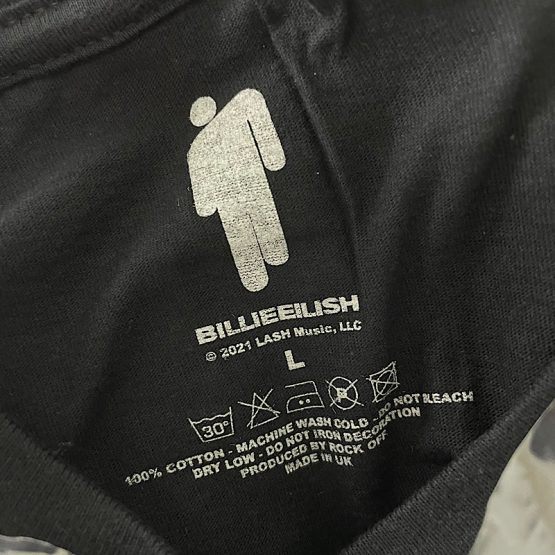 BILLIEEILISH
© 2021 LASH Music, LLC
L
30° P
100% COTTON - MACHINE WASH COLD - DO NOT BLEACH
DRY LOW - DO NOT IRON DECORATION
PRODUCED BY ROCK OFF
MADE IN UK